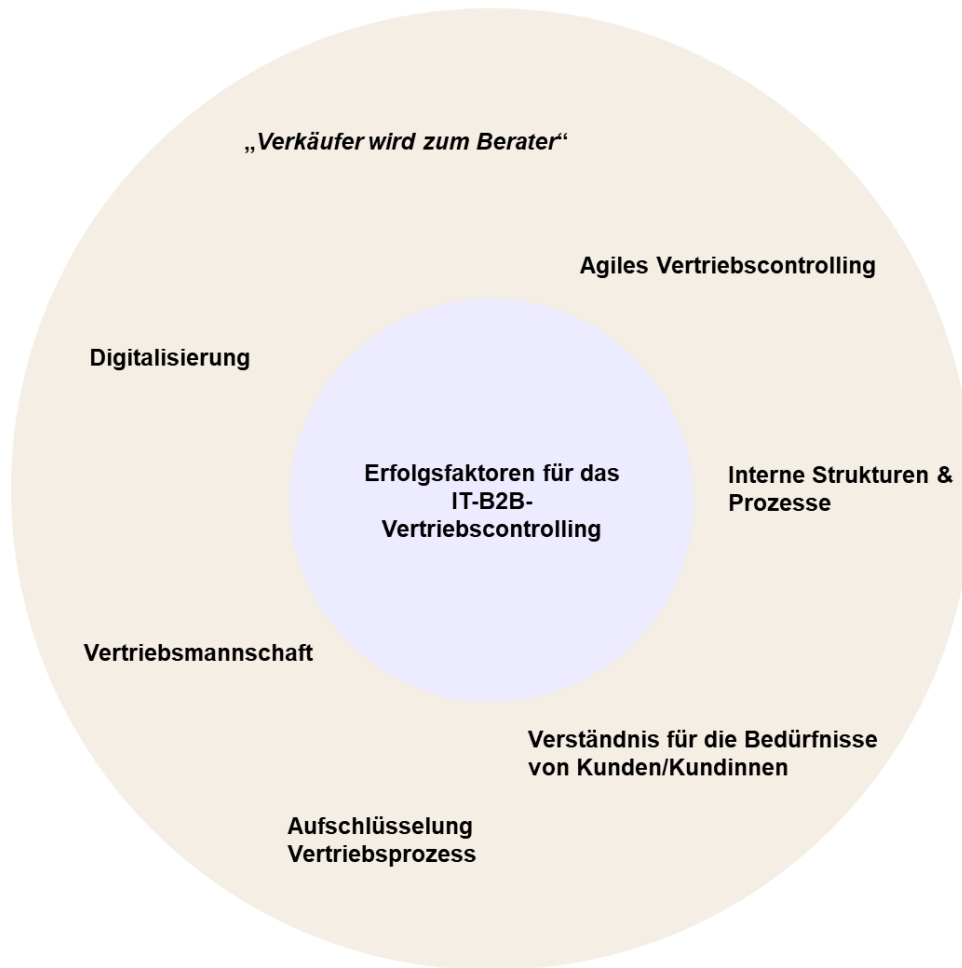 „Verkäufer wird zum Berater“
Agiles Vertriebscontrolling
Digitalisierung
Erfolgsfaktoren für das
IT-B2B-
Vertriebscontrolling
Interne Strukturen &
Prozesse
Vertriebsmannschaft
Verständnis für die Bedürfnisse
von Kunden/Kundinnen
Aufschlüsselung
Vertriebsprozess